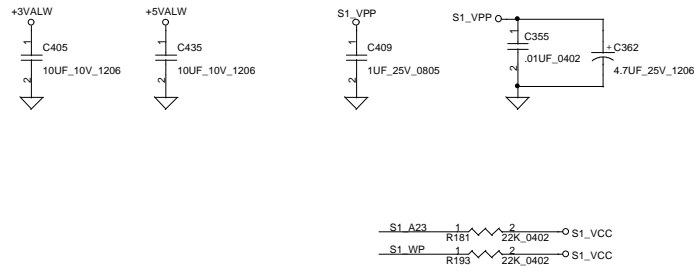 +3VALW
1
C405
10UF_10V_1206
2
+5VALW
1
C435
10UF_10V_1206
2
S1_VPP
1
C409
1UF_25V_0805
2
S1_VPP
1
C355
.01UF_0402
2
+
C362
4.7UF_25V_1206
S1_A23 1 2 S1_VCC
R181 22K_0402
S1_WP 1 2 S1_VCC
R193 22K_0402